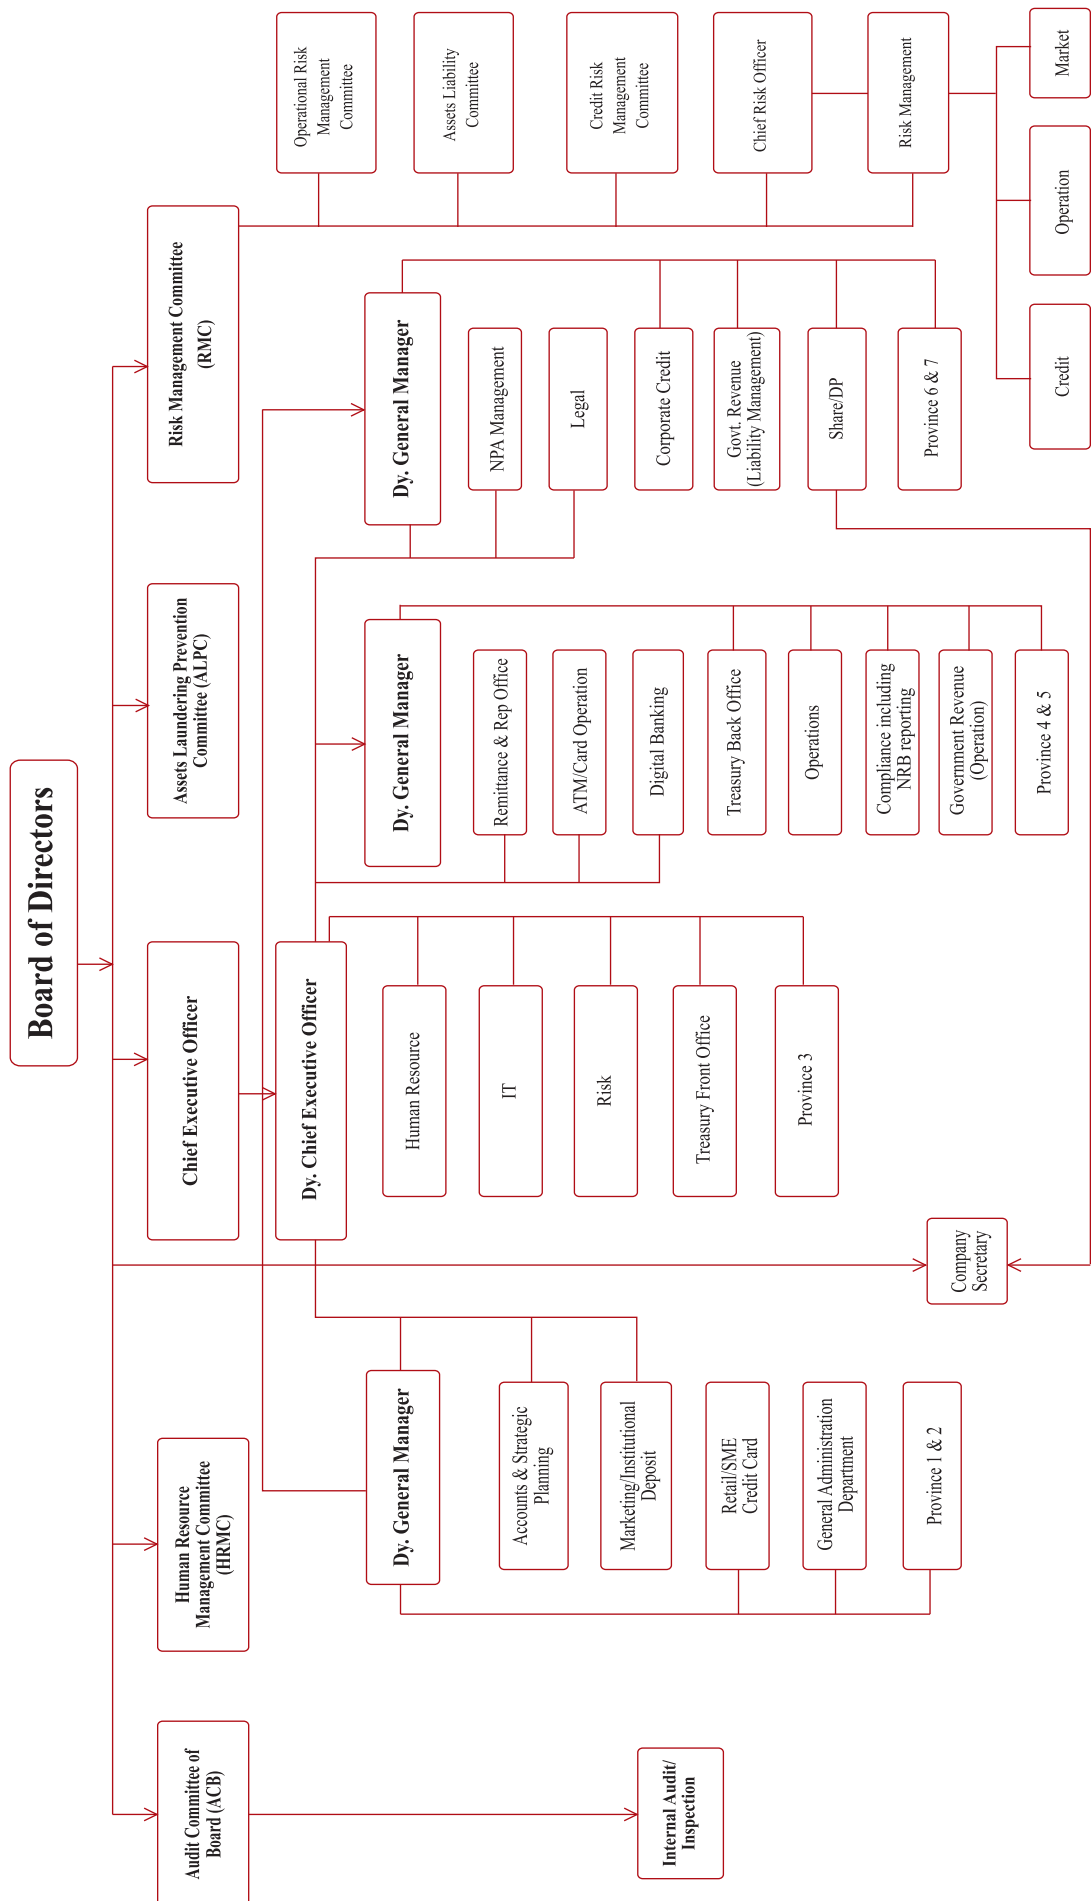 Board of Directors
Audit Committee of
Board (ACB)
Human Resource
Management Committee
(HRMC)
Chief Executive Officer
Assets Laundering Prevention
Committee (ALPC)
Risk Management Committee
(RMC)
Internal Audit/
Inspection
Dy. Chief Executive Officer
Dy. General Manager
Accounts & Strategic
Planning
Marketing/Institutional
Deposit
Retail/SME
Credit Card
General Administration
Department
Province 1 & 2
Company
Secretary
Human Resource
IT
Risk
Treasury Front Office
Province 3
Dy. General Manager
Remittance & Rep Office
ATM/Card Operation
Digital Banking
Treasury Back Office
Operations
Compliance including
NRB reporting
Government Revenue
(Operation)
Province 4 & 5
Dy. General Manager
NPA Management
Legal
Corporate Credit
Govt. Revenue
(Liability Management)
Share/DP
Province 6 & 7
Operational Risk
Management
Committee
Assets Liability
Committee
Credit Risk
Management
Committee
Chief Risk Officer
Risk Management
Credit
Operation
Market